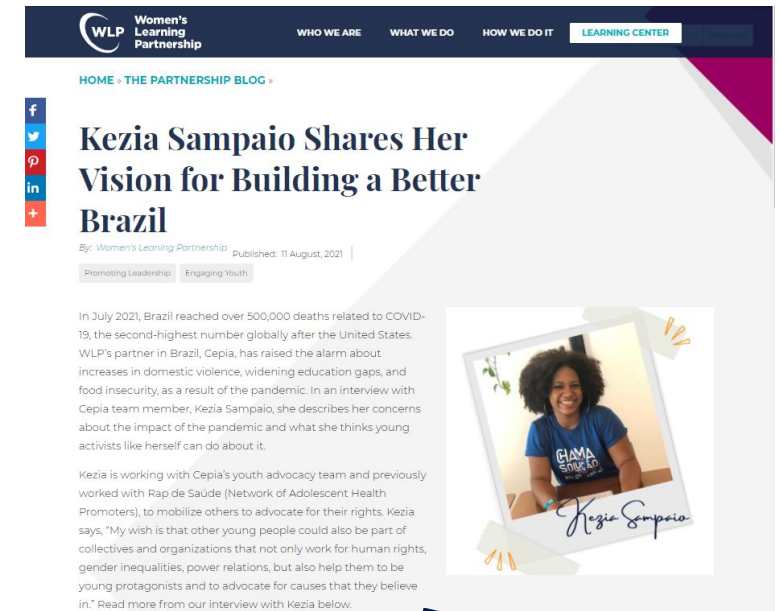 WLP
Women's
Learning
Partnership
WHO WE ARE WHAT WE DO HOW WE DO IT LEARNING CENTER
HOME » THE PARTNERSHIP BLOG »
Kezia Sampaio Shares Her
Vision for Building a Better
Brazil
By: Women's Leaning Partnership Published: 11 August, 2021
Promoting Leadership Engaging Youth
In July 2021, Brazil reached over 500,000 deaths related to COVID-
19, the second-highest number globally after the United States.
WLP's partner in Brazil, Cepia, has raised the alarm about
increases in domestic violence, widening education gaps, and
food insecurity, as a result of the pandemic. In an interview with
Cepia team member, Kezia Sampaio, she describes her concerns
about the impact of the pandemic and what she thinks young
activists like herself can do about it.
Kezia is working with Cepia's youth advocacy team and previously
worked with Rap de Saúde (Network of Adolescent Health
Promoters), to mobilize others to advocate for their rights. Kezia
says, "My wish is that other young people could also be part of
collectives and organizations that not only work for human rights,
gender inequalities, power relations, but also help them to be
young protagonists and to advocate for causes that they believe
in." Read more from our interview with Kezia below.
CHAMA
SOLUÇÃO
Kezia Sampaio